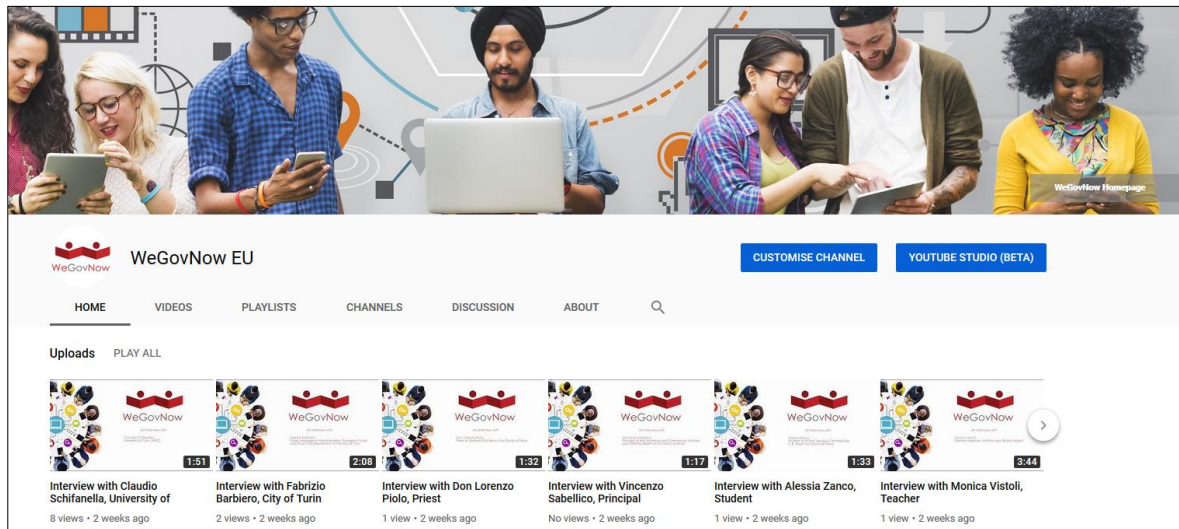 WeGovNow Homepage
WeGovNow
WeGovNow EU
CUSTOMISE CHANNEL
YOUTUBE STUDIO (BETA)
HOME
VIDEOS
PLAYLISTS
CHANNELS
DISCUSSION
ABOUT
Uploads
PLAY ALL
WeGovNow
1:51
WeGovNow
2:08
WeGovNow
1:32
WeGovNow
1:17
WeGovNow
1:33
WeGovNow
3:44
Interview with Claudio
Schifanella, University of
8 views • 2 weeks ago
Interview with Fabrizio
Barbiero, City of Turin
2 views • 2 weeks ago
Interview with Don Lorenzo
Piolo, Priest
1 view • 2 weeks ago
Interview with Vincenzo
Sabellico, Principal
No views • 2 weeks ago
Interview with Alessia Zanco,
Student
1 view • 2 weeks ago
Interview with Monica Vistoli,
Teacher
1 view • 2 weeks ago